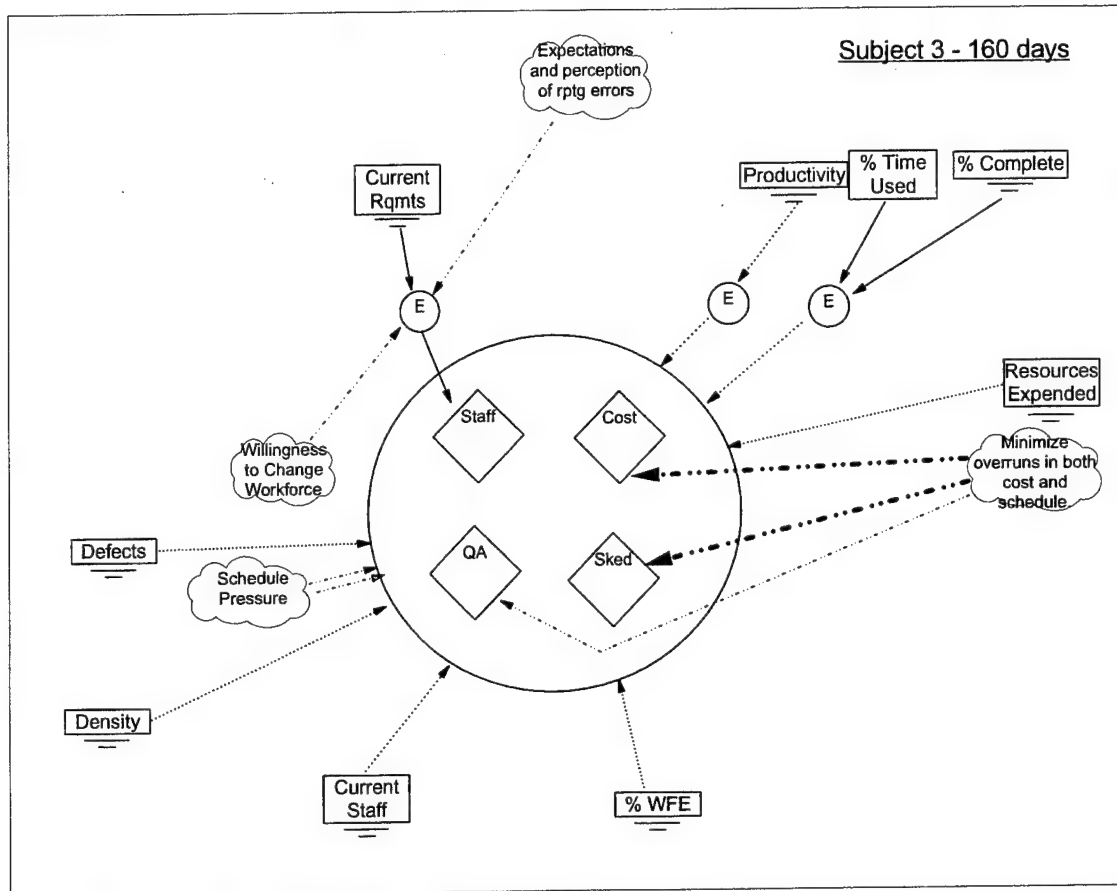 Subject 3 - 160 days
Expectations
and perception
of rptg errors
Current
Rqmts
Productivity
% Time
Used
% Complete
E
E
E
Resources
Expended
Staff
Cost
Willingness
to Change
Workforce
Minimize
overruns in both
cost and
schedule.
Defects
QA
Sked
Schedule
Pressure
Density
Current
Staff
% WFE